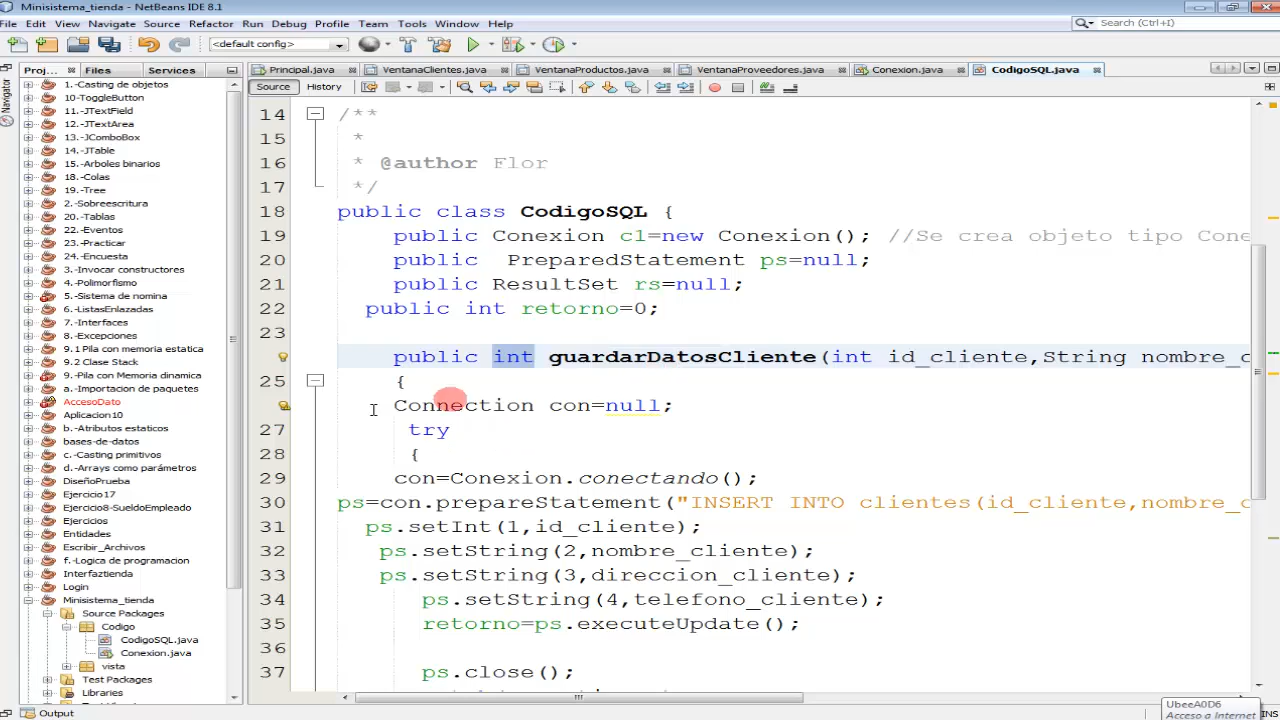 Minisistema_tienda - NetBeans IDE 8.1
File Edit View Navigate Source Refactor Run Debug Profile Team Tools Window Help
Search (Ctrl+I)
<default config>
Proj... Files Services
Principal.java VentanaClientes.java VentanaProductos.java VentanaProveedores.java Conexion.java CodigoSQL.java
Source History
Navigator
1.-Casting de objetos
10-ToggleButton
11.-JTextField
12.-JTextArea
13.-JComboBox
14.-JTable
15.-Arboles binarios
18.-Colas
19.-Tree
2.-Sobreescritura
20.-Tablas
22.-Eventos
23.-Practicar
24.-Encuesta
3.-Invocar constructores
4.-Polimorfismo
5.-Sistema de nomina
6.-ListasEnlazadas
7.-Interfaces
8.-Excepciones
9.1 Pila con memoria estatica
9.2 Clase Stack
9.-Pila con Memoria dinamica
a.-Importacion de paquetes
AccesoDato
Aplicacion10
b.-Atributos estaticos
bases-de-datos
c.-Casting primitivos
d.-Arrays como parámetros
DiseñoPrueba
Ejercicio17
Ejercicio8-SueldoEmpleado
Ejercicios
Entidades
Escribir_Archivos
f.-Logica de programacion
Interfaztienda
Login
Minisistema_tienda
Source Packages
Codigo
CodigoSQL.java
Conexion.java
vista
Test Packages
Libraries
14 /**
15 *
16 * @author Flor
17 */
18 public class CodigoSQL {
19 public Conexion c1=new Conexion(); //Se crea objeto tipo Cone
20 public PreparedStatement ps=null;
21 public ResultSet rs=null;
22 public int retorno=0;
23
public int guardarDatosCliente(int id_cliente,String nombre_c
25 {
Connection con=null;
27 try
28 {
29 con=Conexion.conectando();
30 ps=con.prepareStatement("INSERT INTO clientes(id_cliente,nombre_c
31 ps.setInt(1,id_cliente);
32 ps.setString(2,nombre_cliente);
33 ps.setString(3,direccion_cliente);
34 ps.setString(4,telefono_cliente);
35 retorno=ps.executeUpdate();
36
37 ps.close();
Output
UbeeA0D6
Acceso a Internet
INS